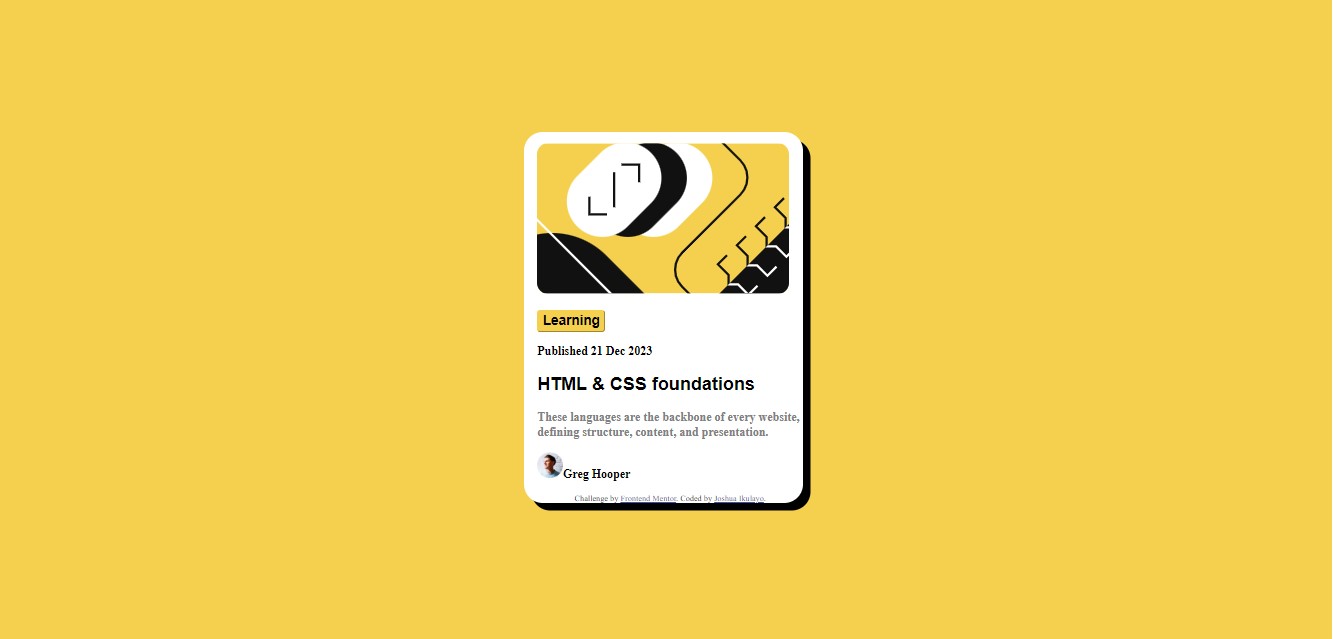 Learning
Published 21 Dec 2023
HTML & CSS foundations
These languages are the backbone of every website,
defining structure, content, and presentation.
Greg Hooper
Challenge by Frontend Mentor. Coded by Joshua Ikulayo.